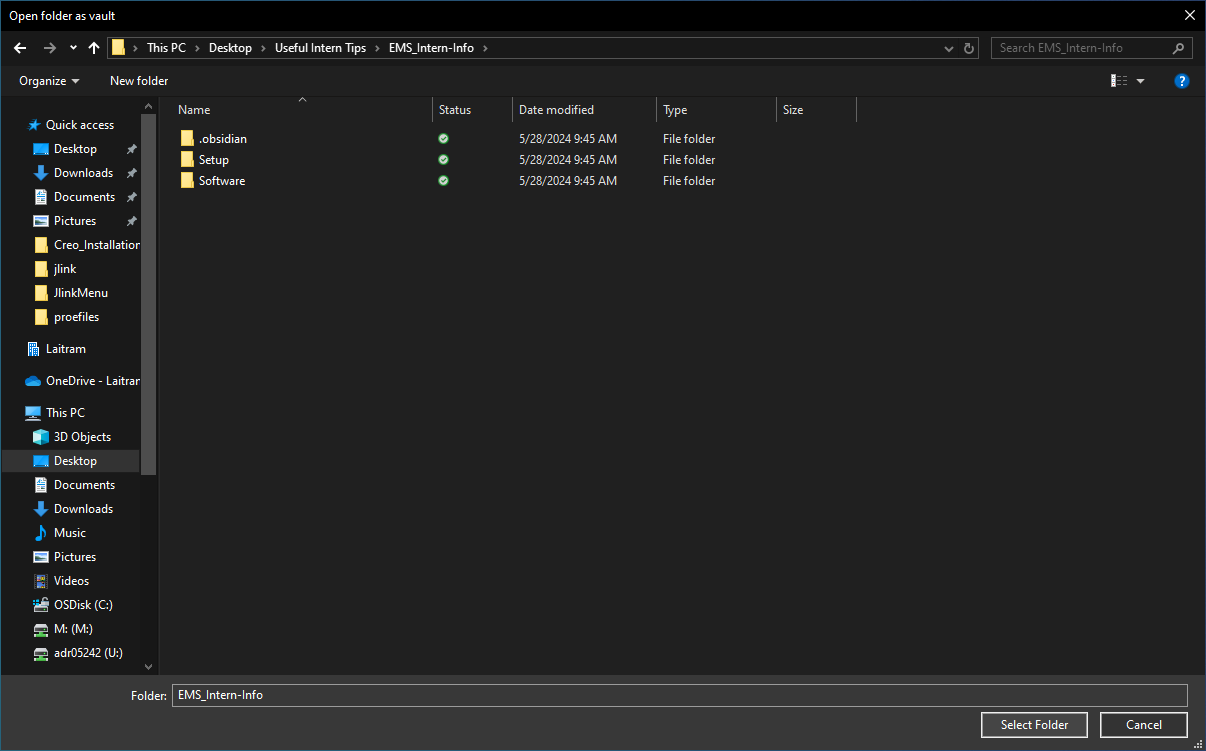 Open folder as vault
This PC Desktop Useful Intern Tips EMS_Intern-Info
Search EMS_Intern-Info
Organize New folder
?
Name Status Date modified Type Size
.obsidian 5/28/2024 9:45 AM File folder
Setup 5/28/2024 9:45 AM File folder
Software 5/28/2024 9:45 AM File folder
Quick access
Desktop
Downloads
Documents
Pictures
Creo_Installation
jlink
JlinkMenu
proefiles
Laitram
OneDrive - Laitran
This PC
3D Objects
Desktop
Documents
Downloads
Music
Pictures
Videos
OSDisk (C:)
M: (M:)
adr05242 (U:)
Folder: EMS_Intern-Info
Select Folder Cancel